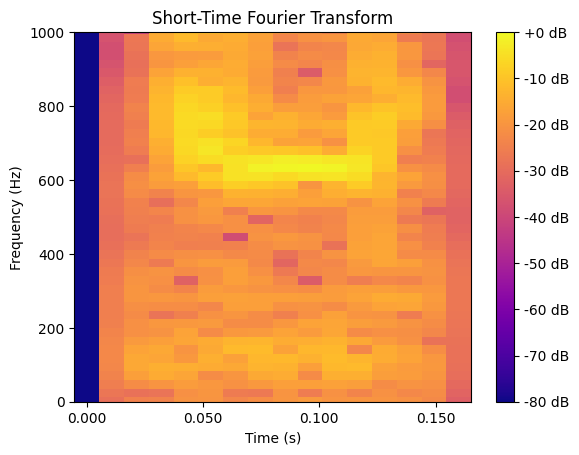 Short-Time Fourier Transform
1000
800
600
400
200
0
Frequency (Hz)
0.000
0.050
0.100
0.150
Time (s)
+0 dB
-10 dB
-20 dB
-30 dB
-40 dB
-50 dB
-60 dB
-70 dB
-80 dB